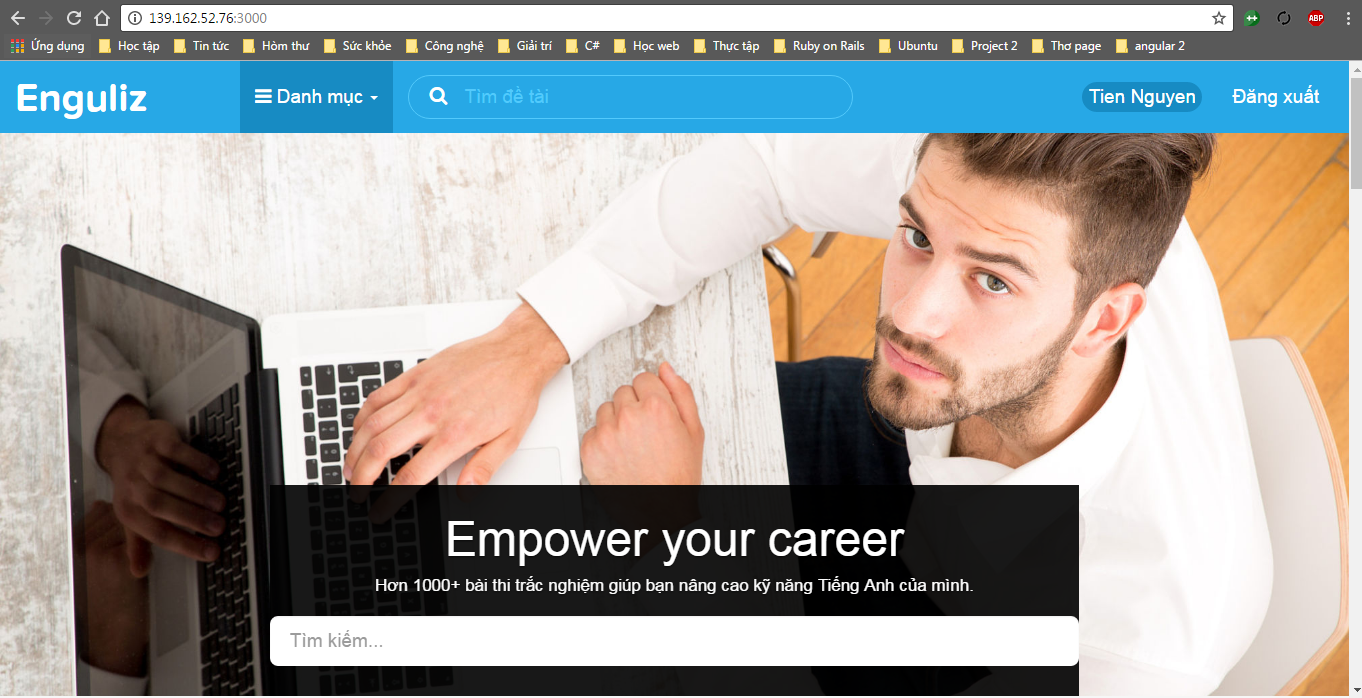 139.162.52.76:3000
ABP
Ứng dụng Học tập Tin tức Hòm thư Sức khỏe Công nghệ Giải trí C# Học web Thực tập Ruby on Rails Ubuntu Project 2 Thơ page angular 2
Enguliz Danh mục Tìm đề tài Tien Nguyen Đăng xuất
Empower your career
Hơn 1000+ bài thi trắc nghiệm giúp bạn nâng cao kỹ năng Tiếng Anh của mình.
Tìm kiếm...